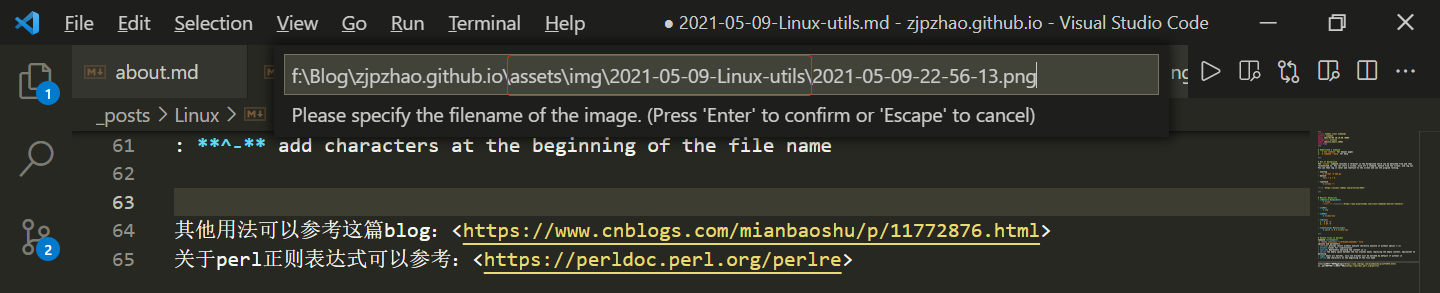 File Edit Selection View Go Run Terminal Help ● 2021-05-09-Linux-utils.md - zjpzhao.github.io - Visual Studio Code
about.md
f:\Blog\zjpzhao.github.io\assets\img\2021-05-09-Linux-utils\2021-05-09-22-56-13.png
ng
Please specify the filename of the image. (Press 'Enter' to confirm or 'Escape' to cancel)
_posts > Linux >
1
61 : **^-** add characters at the beginning of the file name
62
63
64 其他用法可以参考这篇blog：<https://www.cnblogs.com/mianbaoshu/p/11772876.html>
65 关于perl正则表达式可以参考：<https://perldoc.perl.org/perlre>
2